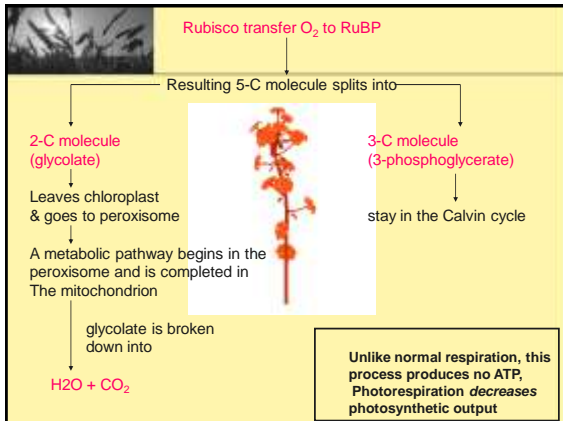 Rubisco transfer O₂ to RuBP
Resulting 5-C molecule splits into
2-C molecule
(glycolate)
Leaves chloroplast
& goes to peroxisome
A metabolic pathway begins in the
peroxisome and is completed in
The mitochondrion
glycolate is broken
down into
H2O + CO₂
3-C molecule
(3-phosphoglycerate)
stay in the Calvin cycle
Unlike normal respiration, this
process produces no ATP,
Photorespiration decreases
photosynthetic output